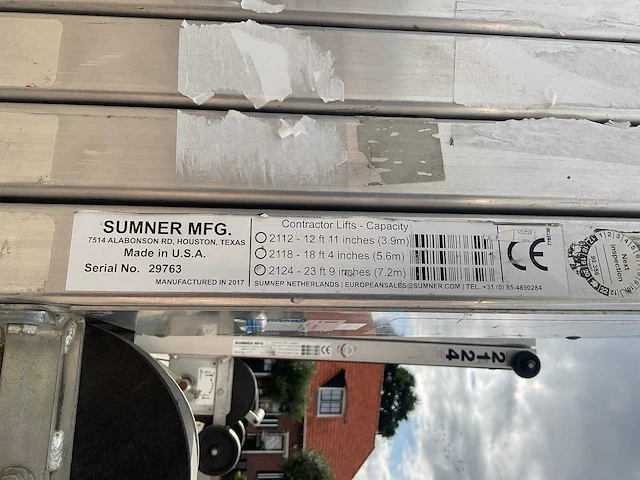 SUMNER MFG.
7514 ALABONSON RD, HOUSTON, TEXAS
Made in U.S.A.
Serial No. 29763
MANUFACTURED IN 2017
Contractor Lifts - Capacity
2112 - 12 ft 11 inches (3.9m)
2118 - 18 ft 4 inches (5.6m)
2124 - 23 ft 9 inches (7.2m)
SUMNER NETHERLANDS | EUROPEANSALES@SUMNER.COM | TEL. +31 (0) 85-4890284
CE
Next
inspection
SUMNER MFG.
2124